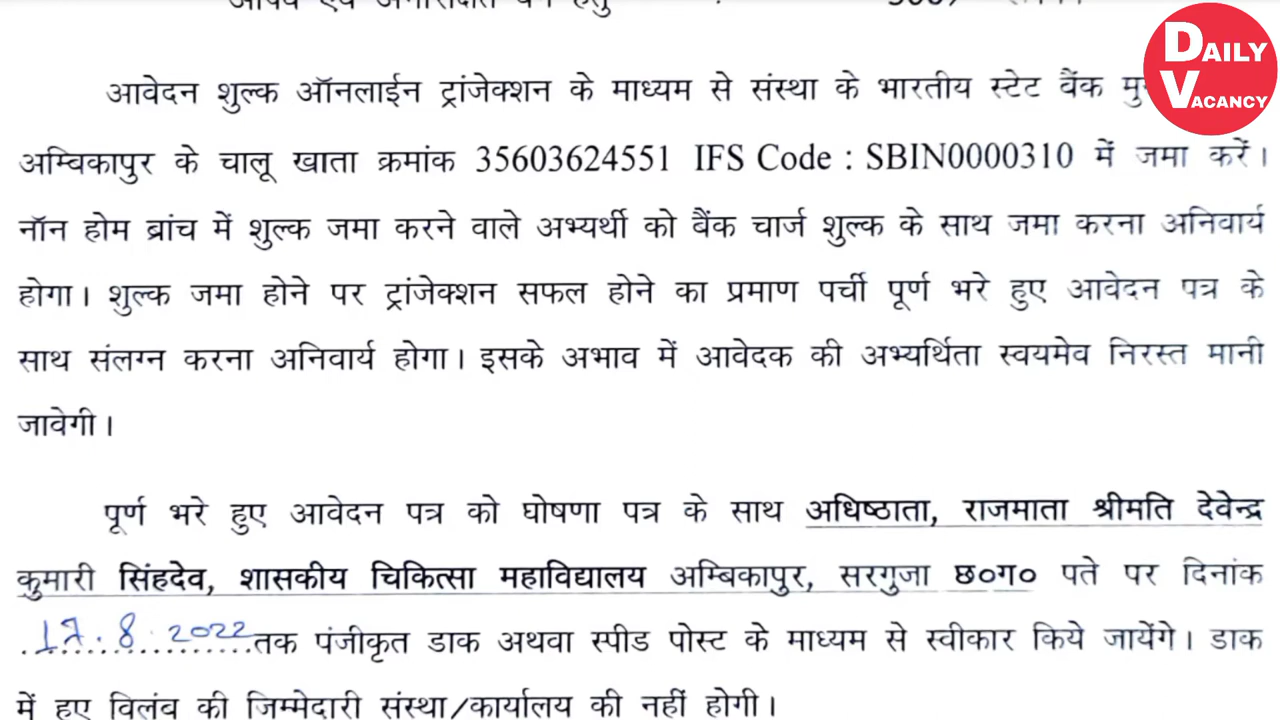 DAILY
VACANCY
आवेदन शुल्क ऑनलाईन ट्रांजेक्शन के माध्यम से संस्था के भारतीय स्टेट बैंक
अम्बिकापुर के चालू खाता क्रमांक 35603624551 IFS Code : SBIN0000310 में जमा करें।
नॉन होम ब्रांच में शुल्क जमा करने वाले अभ्यर्थी को बैंक चार्ज शुल्क के साथ जमा करना अनिवार्य
होगा। शुल्क जमा होने पर ट्रांजेक्शन सफल होने का प्रमाण पर्ची पूर्ण भरे हुए आवेदन पत्र के
साथ संलग्न करना अनिवार्य होगा। इसके अभाव में आवेदक की अभ्यर्थिता स्वयमेव निरस्त मानी
जावेगी।
पूर्ण भरे हुए आवेदन पत्र को घोषणा पत्र के साथ अधिष्ठाता, राजमाता श्रीमति देवेन्द्र
कुमारी सिंहदेव, शासकीय चिकित्सा महाविद्यालय अम्बिकापुर, सरगुजा छ०ग० पते पर दिनांक
17.8.2022 तक पंजीकृत डाक अथवा स्पीड पोस्ट के माध्यम से स्वीकार किये जायेंगे। डाक
में हुए विलंब की जिम्मेदारी संस्था/कार्यालय की नहीं होगी।